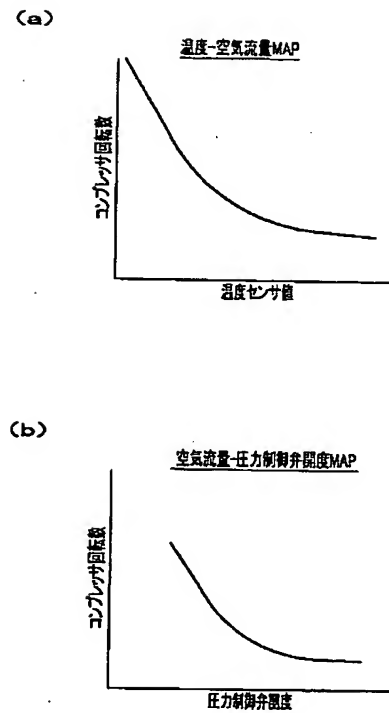 (a)
温度-空気流量MAP
コンプレッサ回転数
温度センサ値
(b)
空気流量-圧力制御弁開度MAP
コンプレッサ回転数
圧力制御弁開度